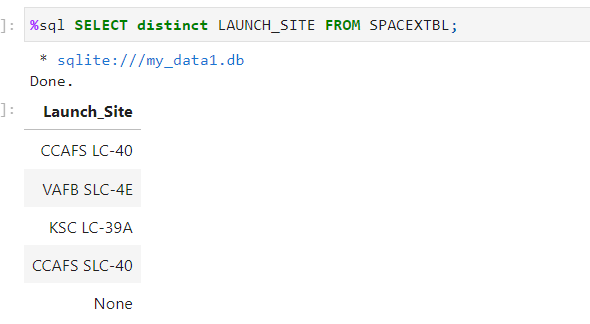 ]: %sql SELECT distinct LAUNCH_SITE FROM SPACEXTBL;
* sqlite:///my_data1.db
Done.
]: Launch_Site
CCAFS LC-40
VAFB SLC-4E
KSC LC-39A
CCAFS SLC-40
None